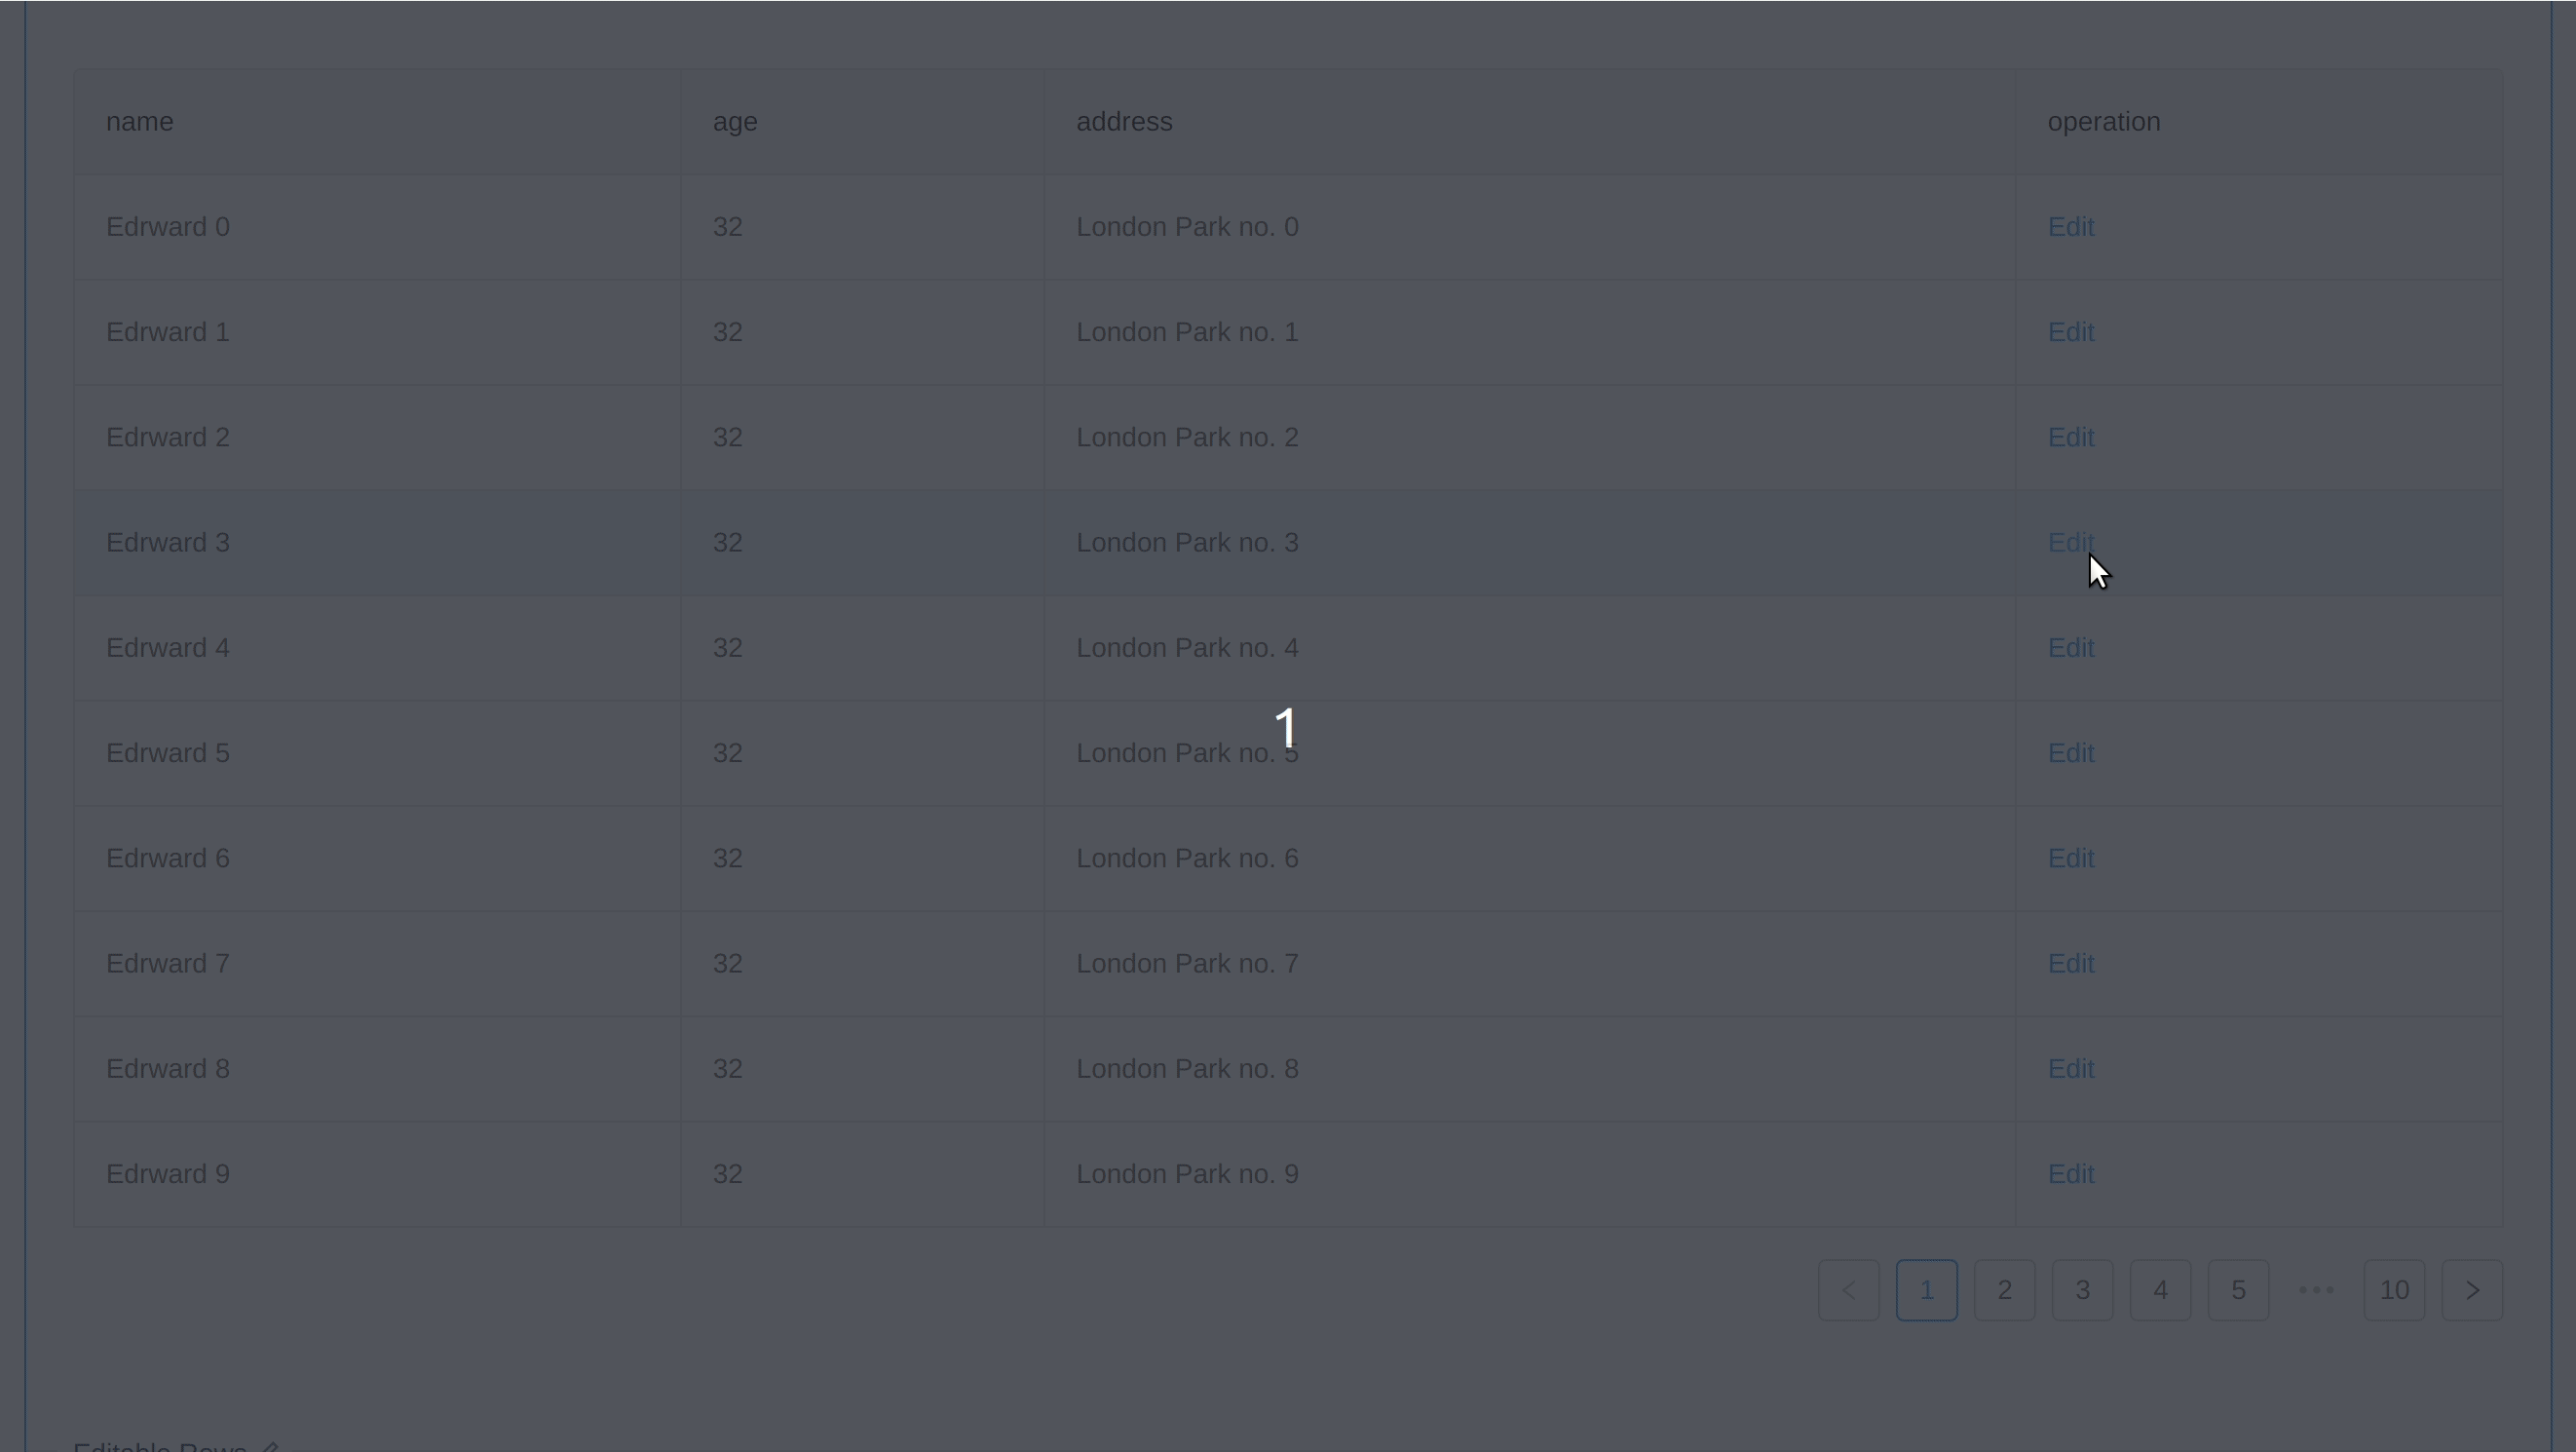 name age address operation
Edrward 0 32 London Park no. 0 Edit
Edrward 1 32 London Park no. 1 Edit
Edrward 2 32 London Park no. 2 Edit
Edrward 3 32 London Park no. 3 Edit
Edrward 4 32 London Park no. 4 Edit
1
Edrward 5 32 London Park no. 5 Edit
Edrward 6 32 London Park no. 6 Edit
Edrward 7 32 London Park no. 7 Edit
Edrward 8 32 London Park no. 8 Edit
Edrward 9 32 London Park no. 9 Edit
< 1 2 3 4 5 ••• 10 >
Editable Rows